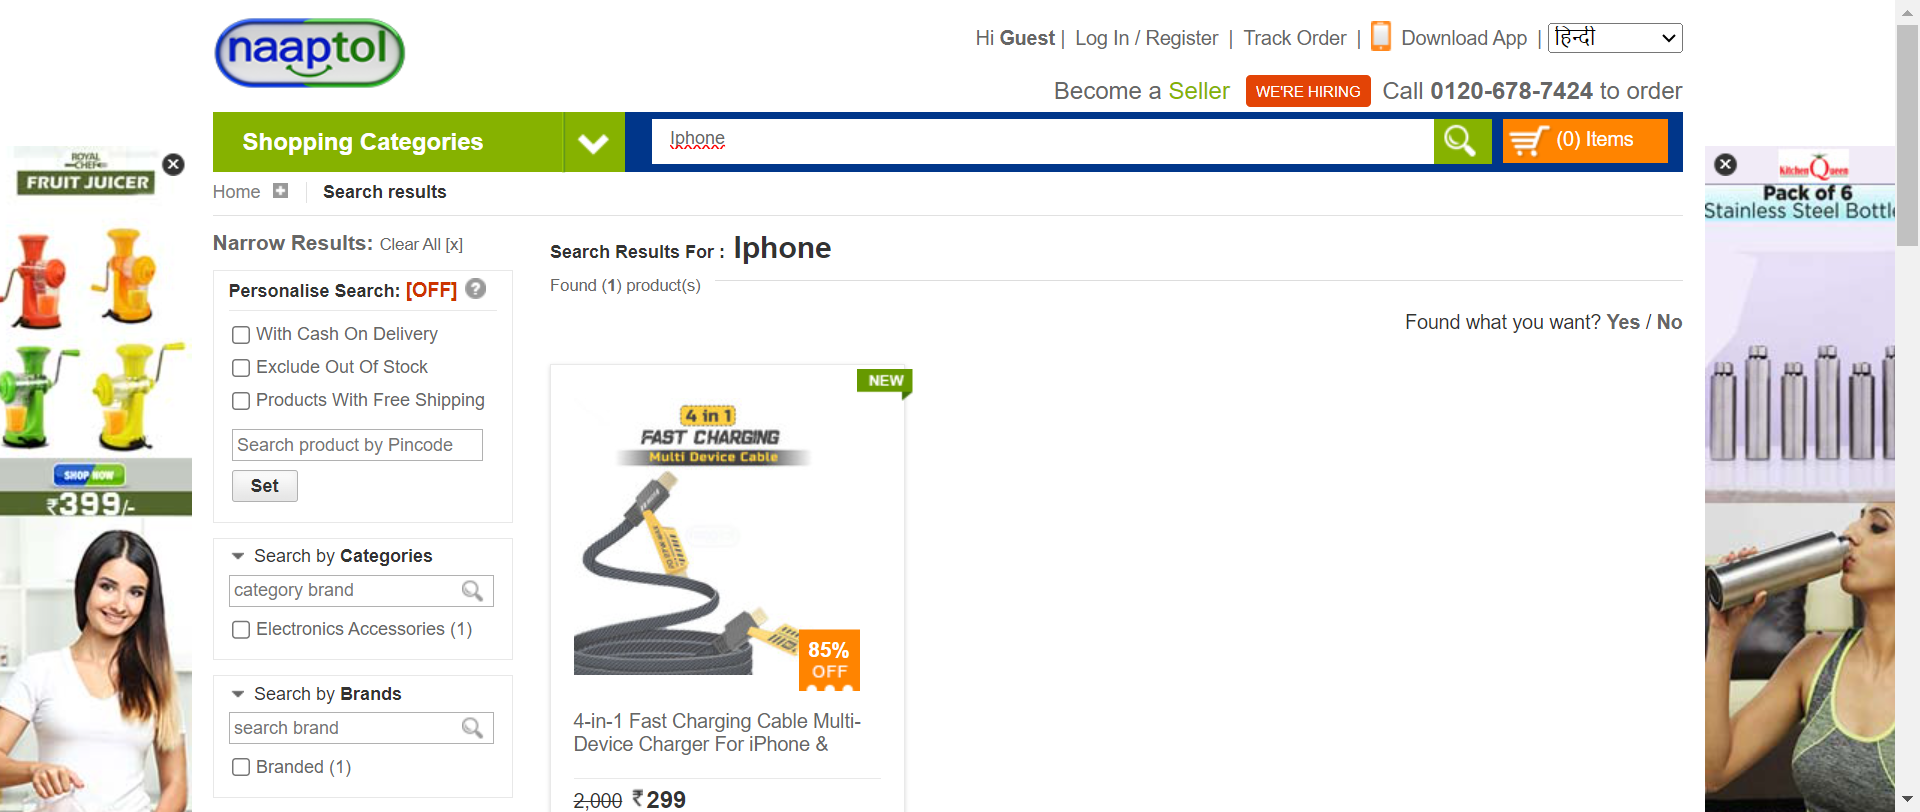 naaptol
Hi Guest | Log In / Register | Track Order | Download App | हिन्दी
Become a Seller WE'RE HIRING Call 0120-678-7424 to order
Shopping Categories
Iphone
(0) Items
Home Search results
ROYAL
CHEF
FRUIT JUICER
SHOP NOW
₹399/-
Narrow Results: Clear All [x]
Personalise Search: [OFF] ?
With Cash On Delivery
Exclude Out Of Stock
Products With Free Shipping
Search product by Pincode
Set
Search by Categories
category brand
Electronics Accessories (1)
Search by Brands
search brand
Branded (1)
Search Results For : Iphone
Found (1) product(s)
Found what you want? Yes / No
NEW
4 in 1
FAST CHARGING
Multi Device Cable
85%
OFF
4-in-1 Fast Charging Cable Multi-
Device Charger For iPhone &
2,000 ₹299
Kitchen Queen
Pack of 6
Stainless Steel Bottl